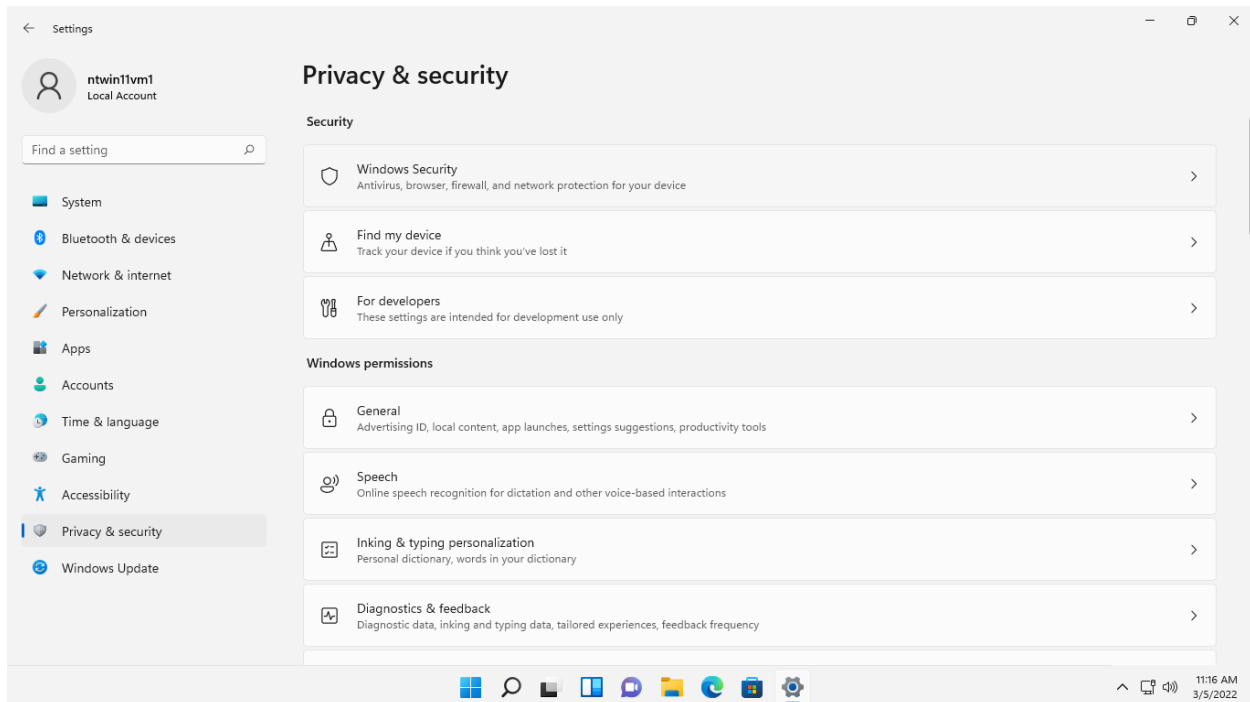 Settings
ntwin11vm1
Local Account
Find a setting
System
Bluetooth & devices
Network & internet
Personalization
Apps
Accounts
Time & language
Gaming
Accessibility
Privacy & security
Windows Update
Privacy & security
Security
Windows Security
Antivirus, browser, firewall, and network protection for your device
Find my device
Track your device if you think you've lost it
For developers
These settings are intended for development use only
Windows permissions
General
Advertising ID, local content, app launches, settings suggestions, productivity tools
Speech
Online speech recognition for dictation and other voice-based interactions
Inking & typing personalization
Personal dictionary, words in your dictionary
Diagnostics & feedback
Diagnostic data, inking and typing data, tailored experiences, feedback frequency
11:16 AM
3/5/2022